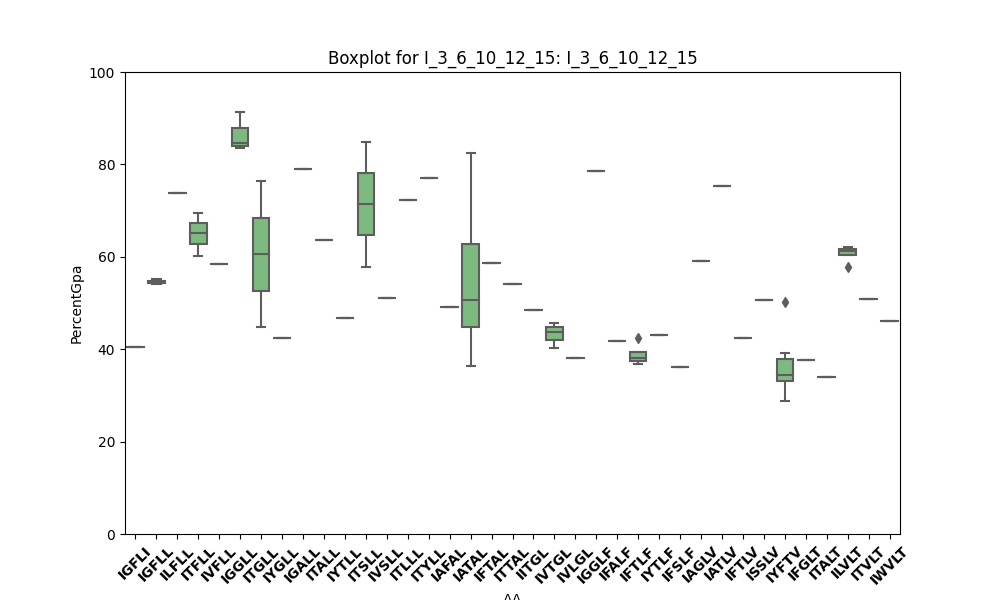 Boxplot for I_3_6_10_12_15: I_3_6_10_12_15
100
80
60
40
20
0
PercentGpa
IGFLI IGFLL ILFLL ITFLL IVFLL IGGLL ITGLL IYGLL IGALL ITALL IYTLL ITSLL IVSLL ITLLL ITYLL IAFAL IATAL IFTAL ITTAL IITGL IVTGL IVLGL IGGLF IFALF IFTLF IYTLF IFSLF IAGLV IATLV IFTLV ISSLV IYFTV IFGLT ITALT ILVLT ITVLT IWVLT
AA